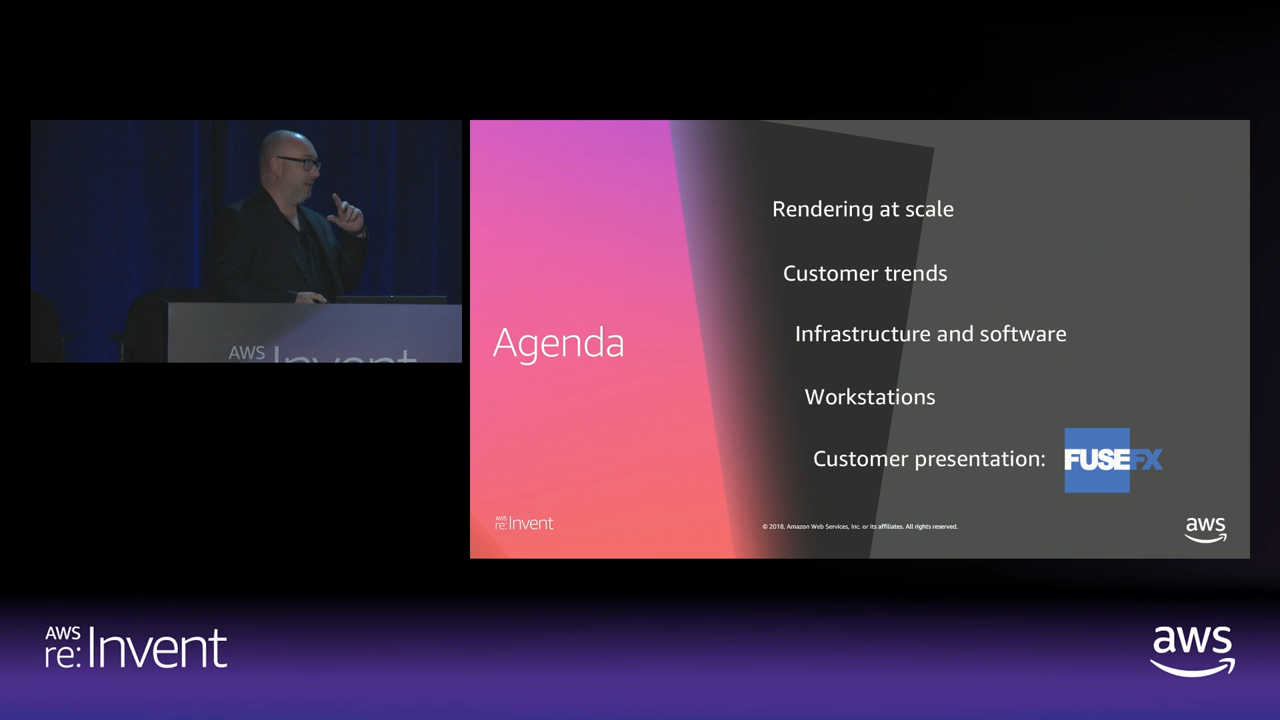 AWS
Invent
Agenda
Rendering at scale
Customer trends
Infrastructure and software
Workstations
Customer presentation:
FUSEFX
AWS
re:Invent
© 2018, Amazon Web Services, Inc. or its affiliates. All rights reserved.
aws
AWS
re:Invent
aws